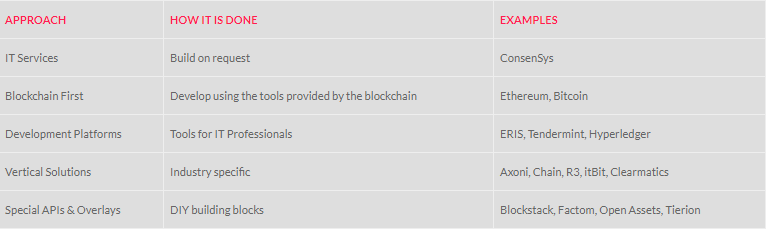 APPROACH HOW IT IS DONE EXAMPLES
IT Services Build on request ConsenSys
Blockchain First Develop using the tools provided by the blockchain Ethereum, Bitcoin
Development Platforms Tools for IT Professionals ERIS, Tendermint, Hyperledger
Vertical Solutions Industry specific Axoni, Chain, R3, itBit, Clearmatics
Special APIs & Overlays DIY building blocks Blockstack, Factom, Open Assets, Tierion